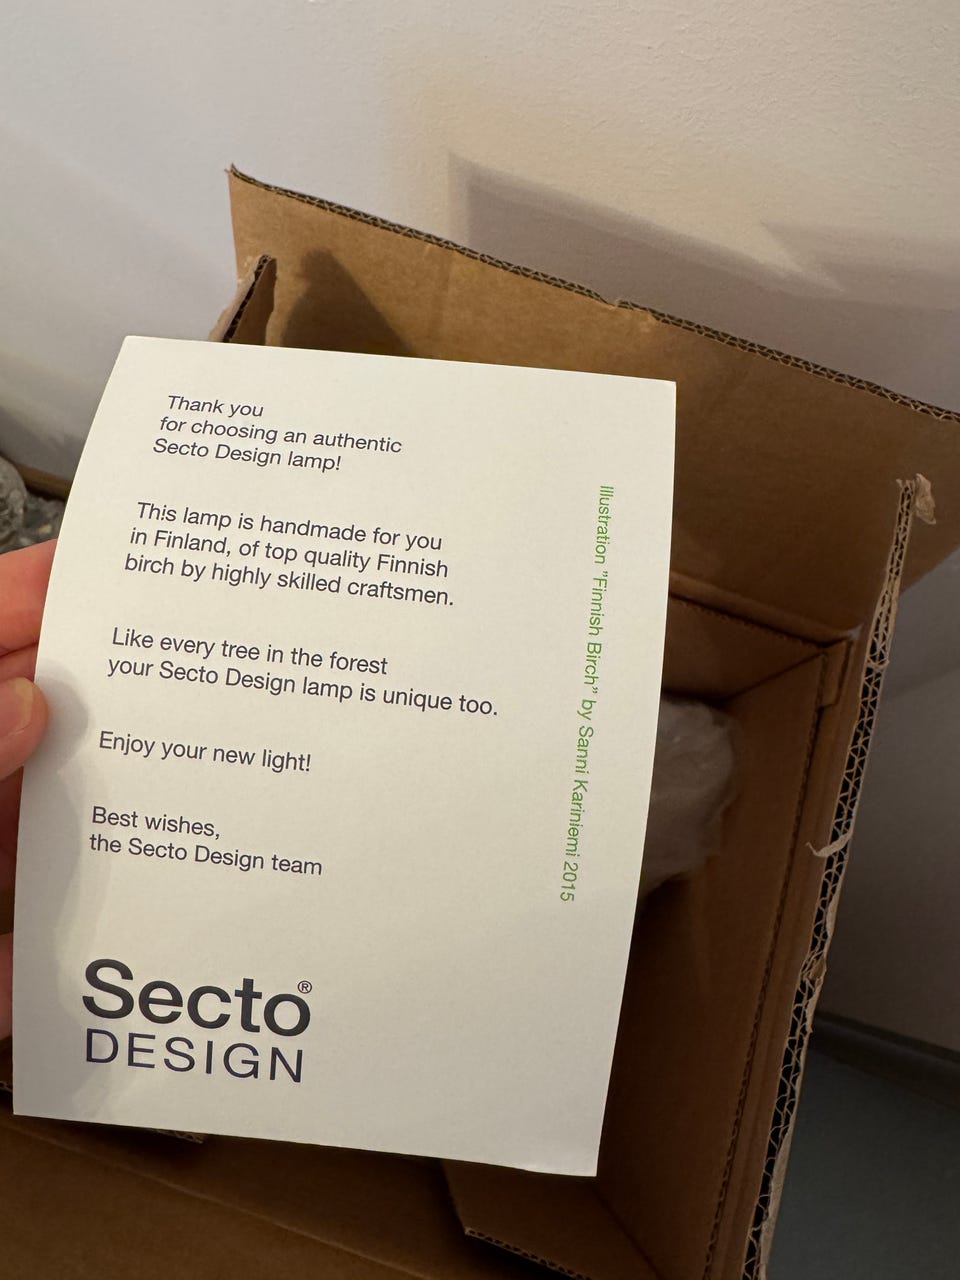 Thank you
for choosing an authentic
Secto Design lamp!
This lamp is handmade for you
in Finland, of top quality Finnish
birch by highly skilled craftsmen.
Like every tree in the forest
your Secto Design lamp is unique too.
Enjoy your new light!
Best wishes,
the Secto Design team
Secto®
DESIGN
Illustration "Finnish Birch" by Sanni Kariniemi 2015